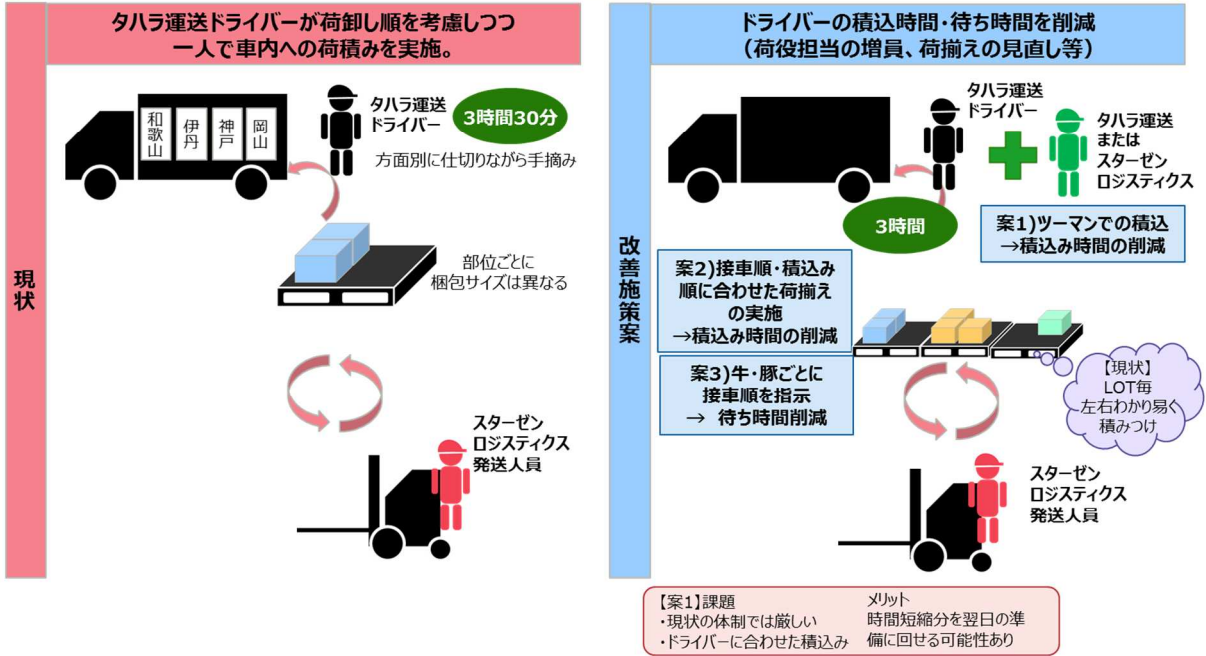 タハラ運送ドライバーが荷卸し順を考慮しつつ
一人で車内への荷積みを実施。
現状
和歌山
伊丹
神戸
岡山
タハラ運送
ドライバー
3時間30分
方面別に仕切りながら手摘み
部位ごとに
梱包サイズは異なる
スターゼン
ロジスティクス
発送人員
ドライバーの積込時間・待ち時間を削減
（荷役担当の増員、荷揃えの見直し等）
改善施策案
タハラ運送
ドライバー
タハラ運送
または
スターゼン
ロジスティクス
3時間
案1)ツーマンでの積込
→積込み時間の削減
案2)接車順・積込み
順に合わせた荷揃え
の実施
→積込み時間の削減
案3)牛・豚ごとに
接車順を指示
→ 待ち時間削減
【現状】
LOT毎
左右わかり易く
積みつけ
スターゼン
ロジスティクス
発送人員
【案1】課題
・現状の体制では厳しい
・ドライバーに合わせた積込み
メリット
時間短縮分を翌日の準
備に回せる可能性あり